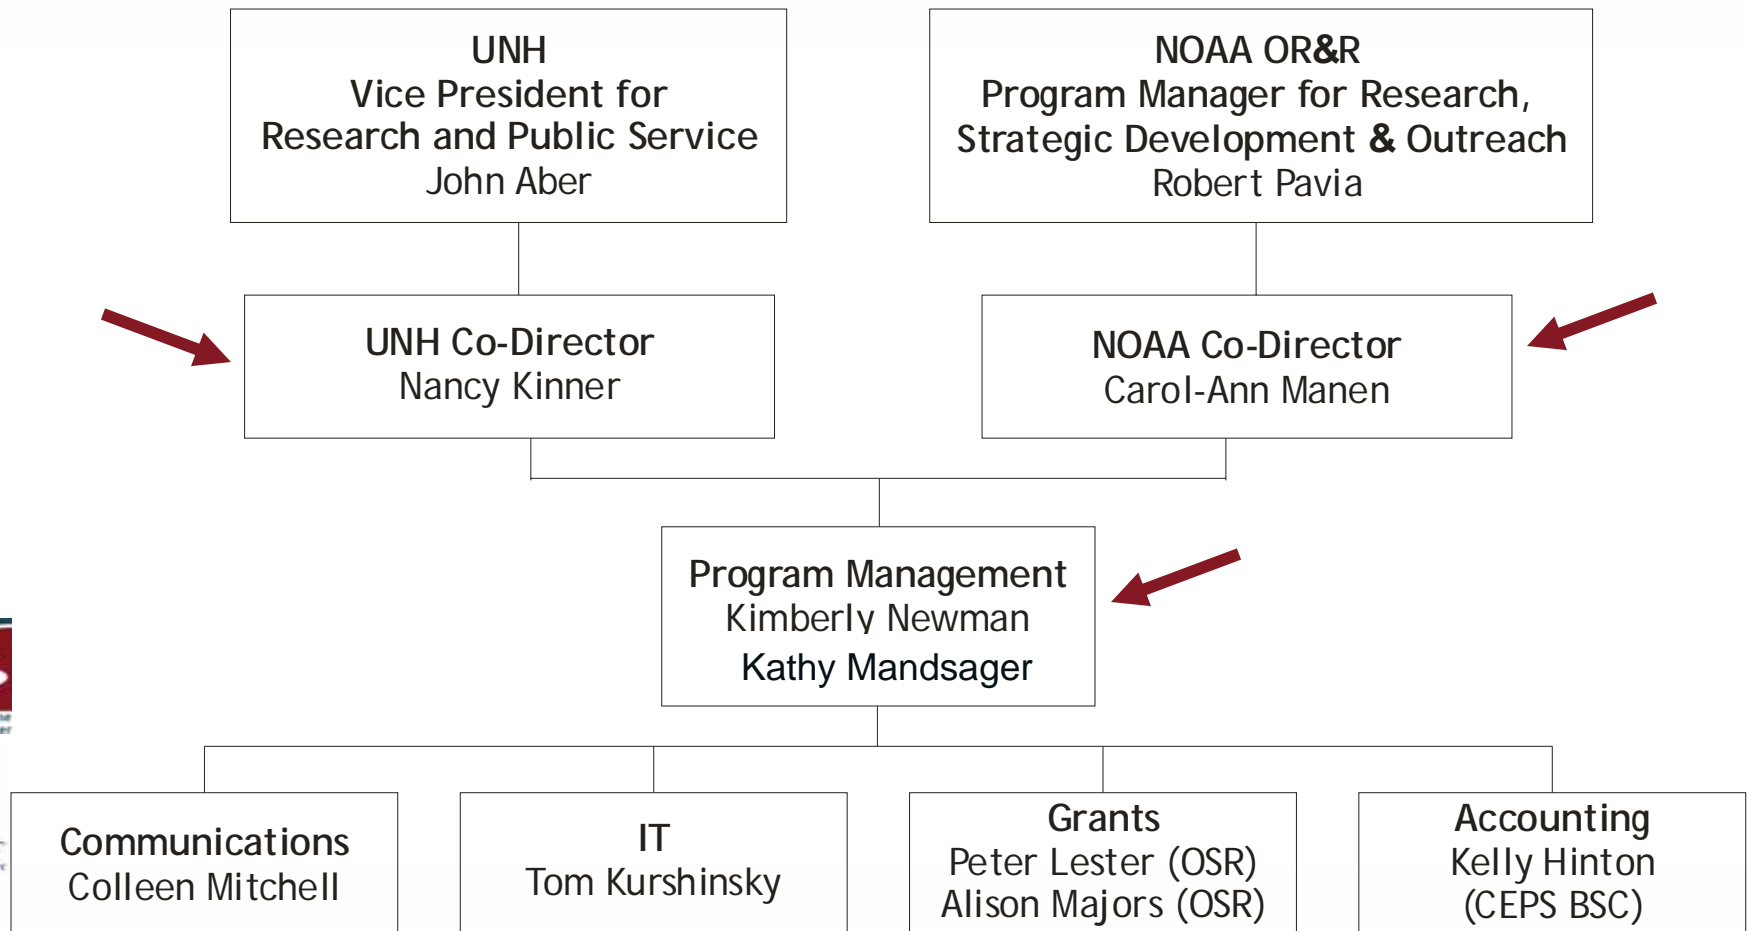 UNH
Vice President for
Research and Public Service
John Aber
NOAA OR&R
Program Manager for Research,
Strategic Development & Outreach
Robert Pavia
UNH Co-Director
Nancy Kinner
NOAA Co-Director
Carol-Ann Manen
Program Management
Kimberly Newman
Kathy Mandsager
Communications
Colleen Mitchell
IT
Tom Kurshinsky
Grants
Peter Lester (OSR)
Alison Majors (OSR)
Accounting
Kelly Hinton
(CEPS BSC)